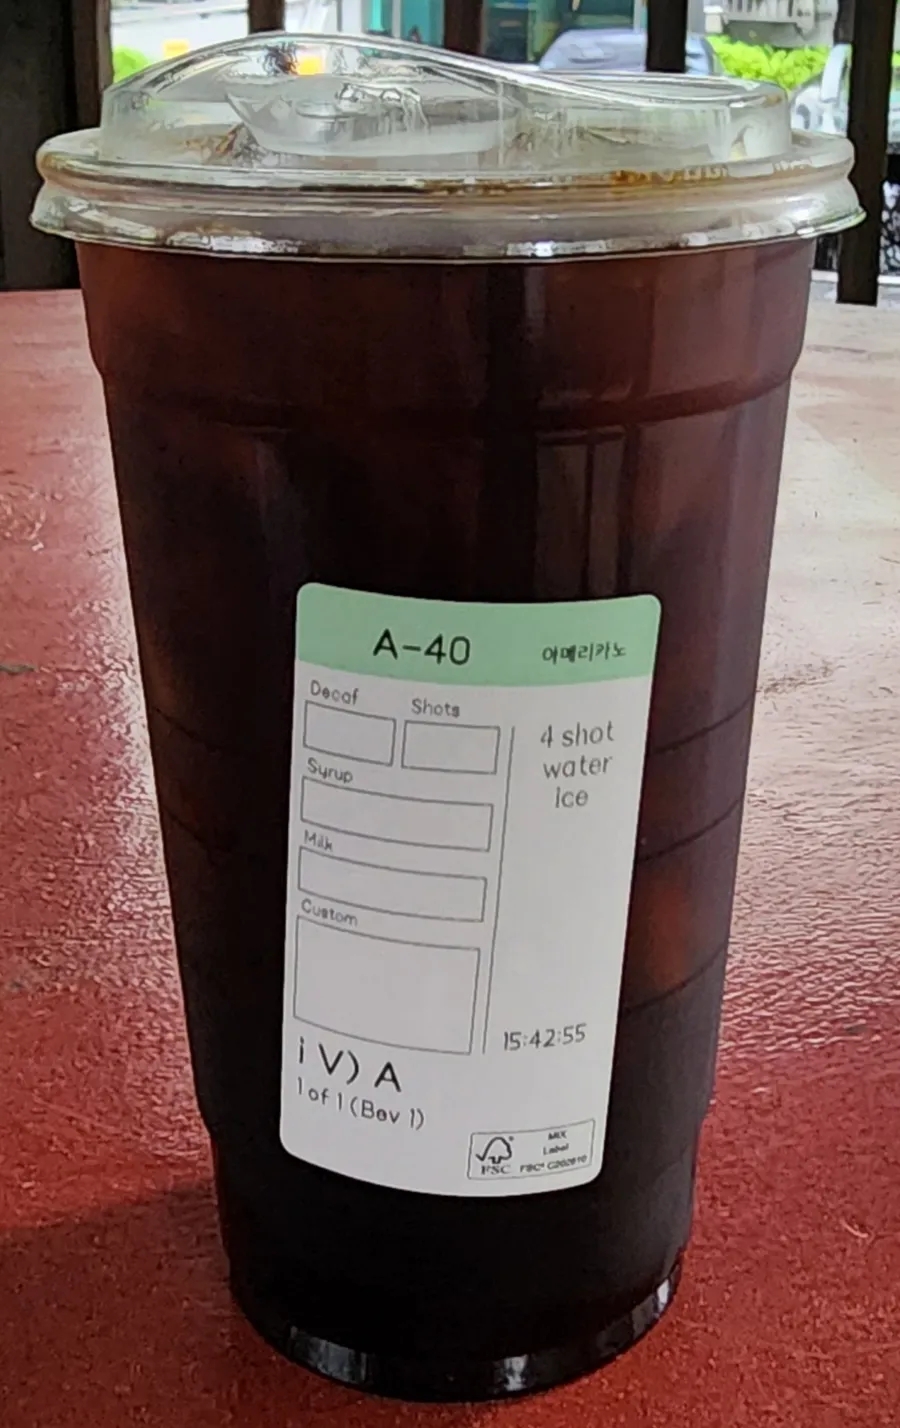 A-40 아메리카노
Decaf Shots
4 shot
water
ice
Syrup
Milk
Custom
15:42:55
i V) A
1 of 1 (Bev 1)
FSC
MIX
Label